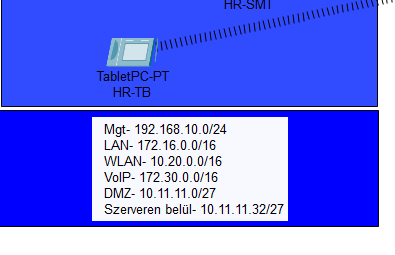 HR-SMT
TabletPC-PT
HR-TB
Mgt- 192.168.10.0/24
LAN- 172.16.0.0/16
WLAN- 10.20.0.0/16
VoIP- 172.30.0.0/16
DMZ- 10.11.11.0/27
Szerveren belül- 10.11.11.32/27